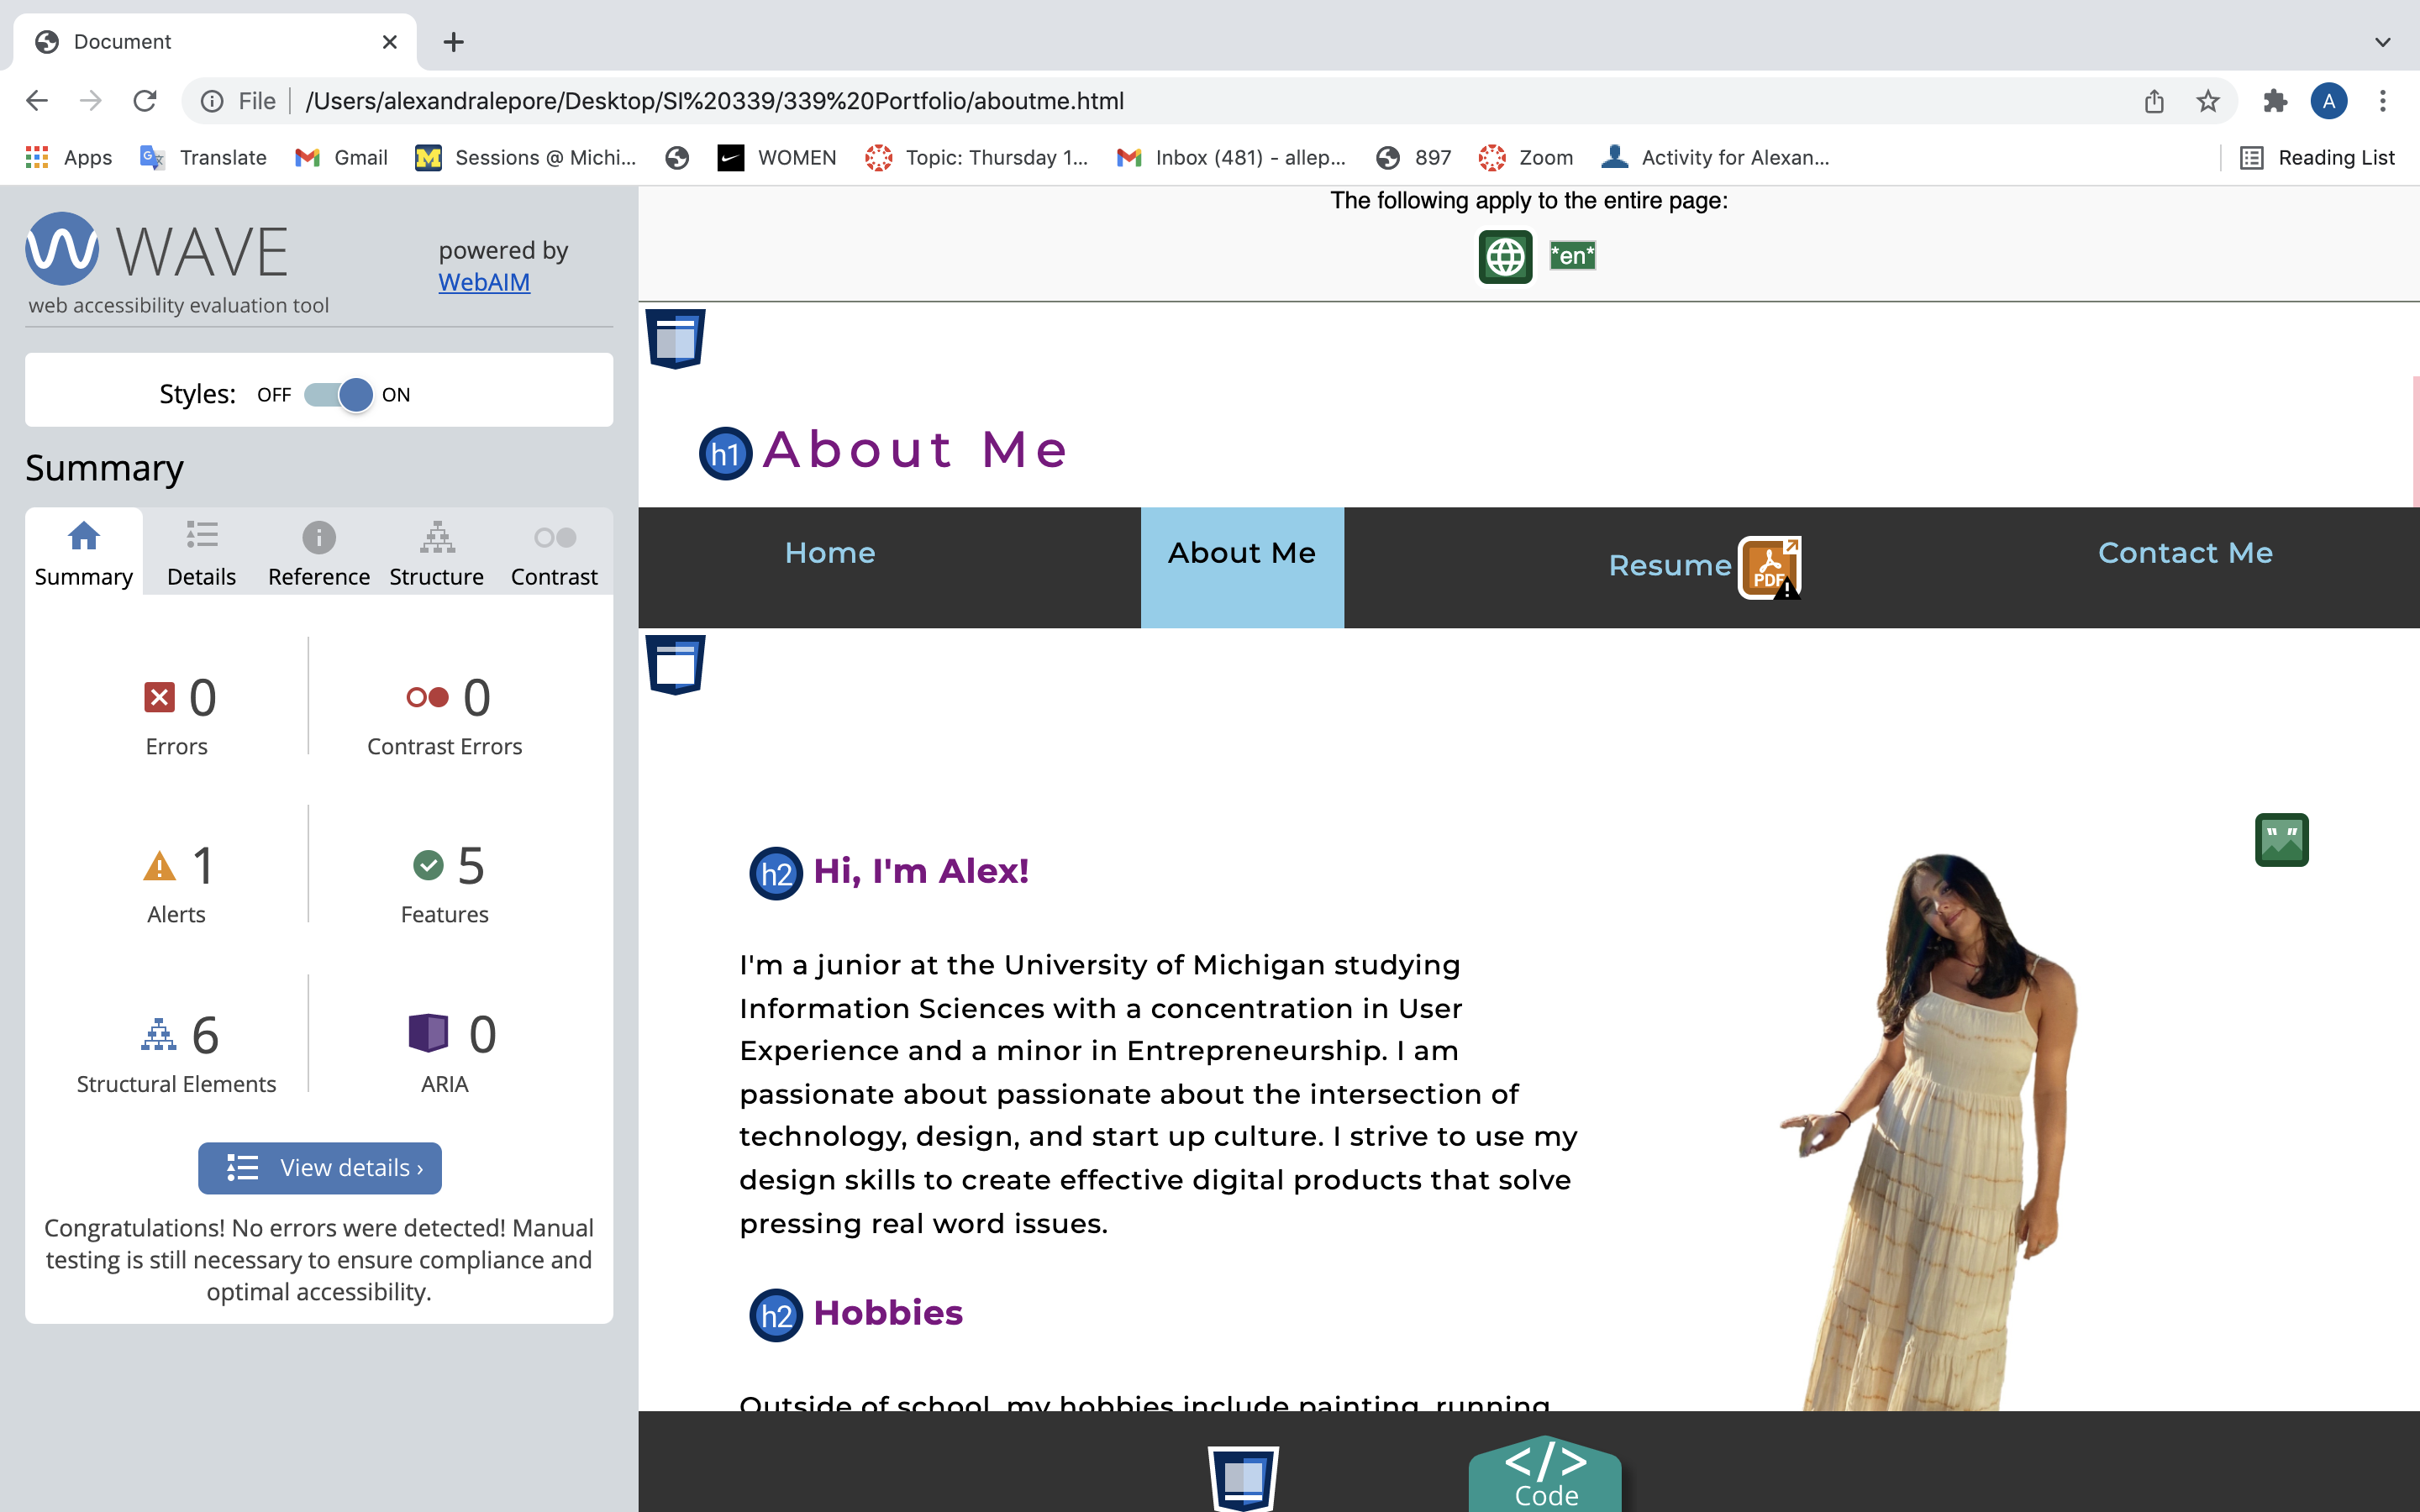 Document
File
/Users/alexandralepore/Desktop/SI%20339/339%20Portfolio/aboutme.html
A
Apps
Translate
Gmail
M
Sessions @ Michi...
WOMEN
Topic: Thursday 1...
Inbox (481) - allep...
897
Zoom
Activity for Alexan...
Reading List
WAVE
web accessibility evaluation tool
powered by
WebAIM
Styles: OFF ON
Summary
Summary
Details
Reference
Structure
Contrast
0
Errors
0
Contrast Errors
1
Alerts
5
Features
6
Structural Elements
0
ARIA
View details ›
Congratulations! No errors were detected! Manual
testing is still necessary to ensure compliance and
optimal accessibility.
The following apply to the entire page:
*en*
h1 About Me
Home
About Me
Resume
PDF
Contact Me
h2 Hi, I'm Alex!
I'm a junior at the University of Michigan studying
Information Sciences with a concentration in User
Experience and a minor in Entrepreneurship. I am
passionate about passionate about the intersection of
technology, design, and start up culture. I strive to use my
design skills to create effective digital products that solve
pressing real word issues.
h2 Hobbies
Outside of school, my hobbies include painting, running,
</>
Code